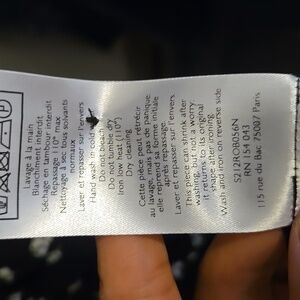 Lavage à la main
Blanchiment interdit
Séchage en tambour interdit
Repassage 110° max
Nettoyage à sec tous solvants
normaux
Laver et repasser sur l'envers
Hand wash in cold
Do not bleach
Do not tumble dry
Iron low heat (110°)
Dry cleaning
Cette pièce peut rétrécir
au lavage, mais pas de panique,
elle reprend sa forme initiale
après repassage.
Laver et repasser sur l'envers
This piece can shrink after
washing, but not a worry:
it returns to its orignal
shape after ironing
Wash and iron on reverse side
S212ROB056N
RN 154 043
115 rue du Bac 75007 Paris